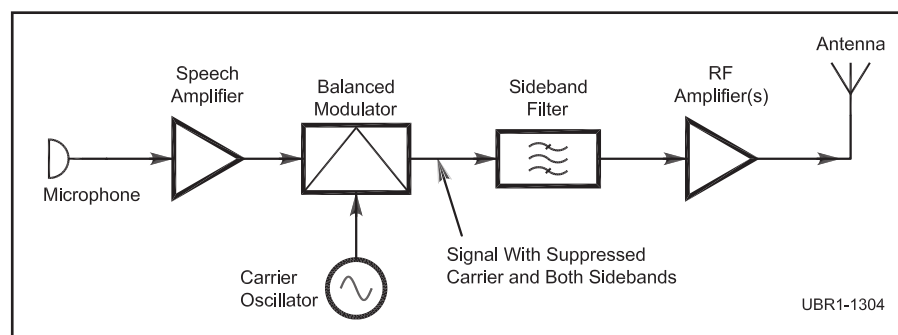 Speech
Amplifier
Balanced
Modulator
Sideband
Filter
RF
Amplifier(s)
Antenna
Microphone
Carrier
Oscillator
Signal With Suppressed
Carrier and Both Sidebands
UBR1-1304